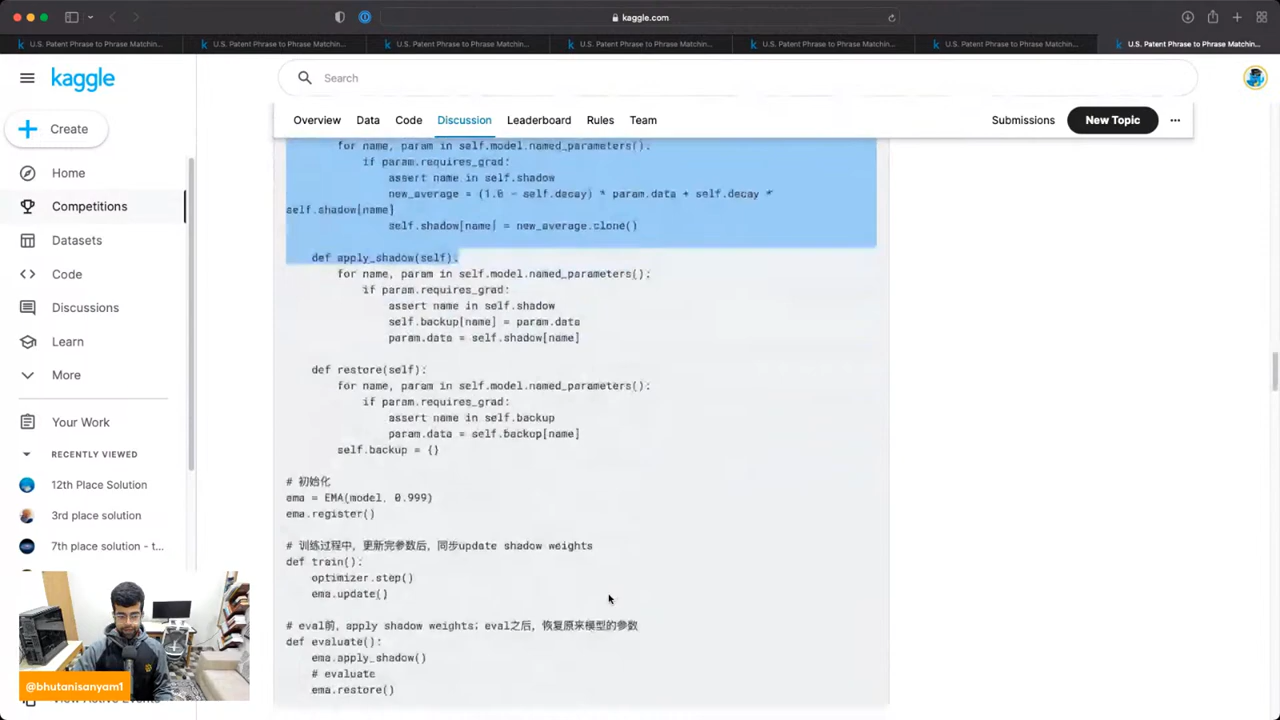 kaggle.com
U.S. Patent Phrase to Phrase Matchin...
U.S. Patent Phrase to Phrase Matchin...
U.S. Patent Phrase to Phrase Matchin...
U.S. Patent Phrase to Phrase Matchin...
U.S. Patent Phrase to Phrase Matchin...
U.S. Patent Phrase to Phrase Matchin...
U.S. Patent Phrase to Phrase Matchin...
kaggle
Search
Create
Overview Data Code Discussion Leaderboard Rules Team Submissions New Topic ...
Home
Competitions
Datasets
Code
Discussions
Learn
More
Your Work
RECENTLY VIEWED
12th Place Solution
3rd place solution
7th place solution - t...
View Active Events
@bhutanisanyam1
for name, param in self.model.named_parameters():
if param.requires_grad:
assert name in self.shadow
new_average = (1.0 - self.decay) * param.data + self.decay *
self.shadow[name]
self.shadow[name] = new_average.clone()
def apply_shadow(self):
for name, param in self.model.named_parameters():
if param.requires_grad:
assert name in self.shadow
self.backup[name] = param.data
param.data = self.shadow[name]
def restore(self):
for name, param in self.model.named_parameters():
if param.requires_grad:
assert name in self.backup
param.data = self.backup[name]
self.backup = {}
# 初始化
ema = EMA(model, 0.999)
ema.register()
# 训练过程中，更新完参数后，同步update shadow weights
def train():
optimizer.step()
ema.update()
# eval前，apply shadow weights；eval之后，恢复原来模型的参数
def evaluate():
ema.apply_shadow()
# evaluate
ema.restore()